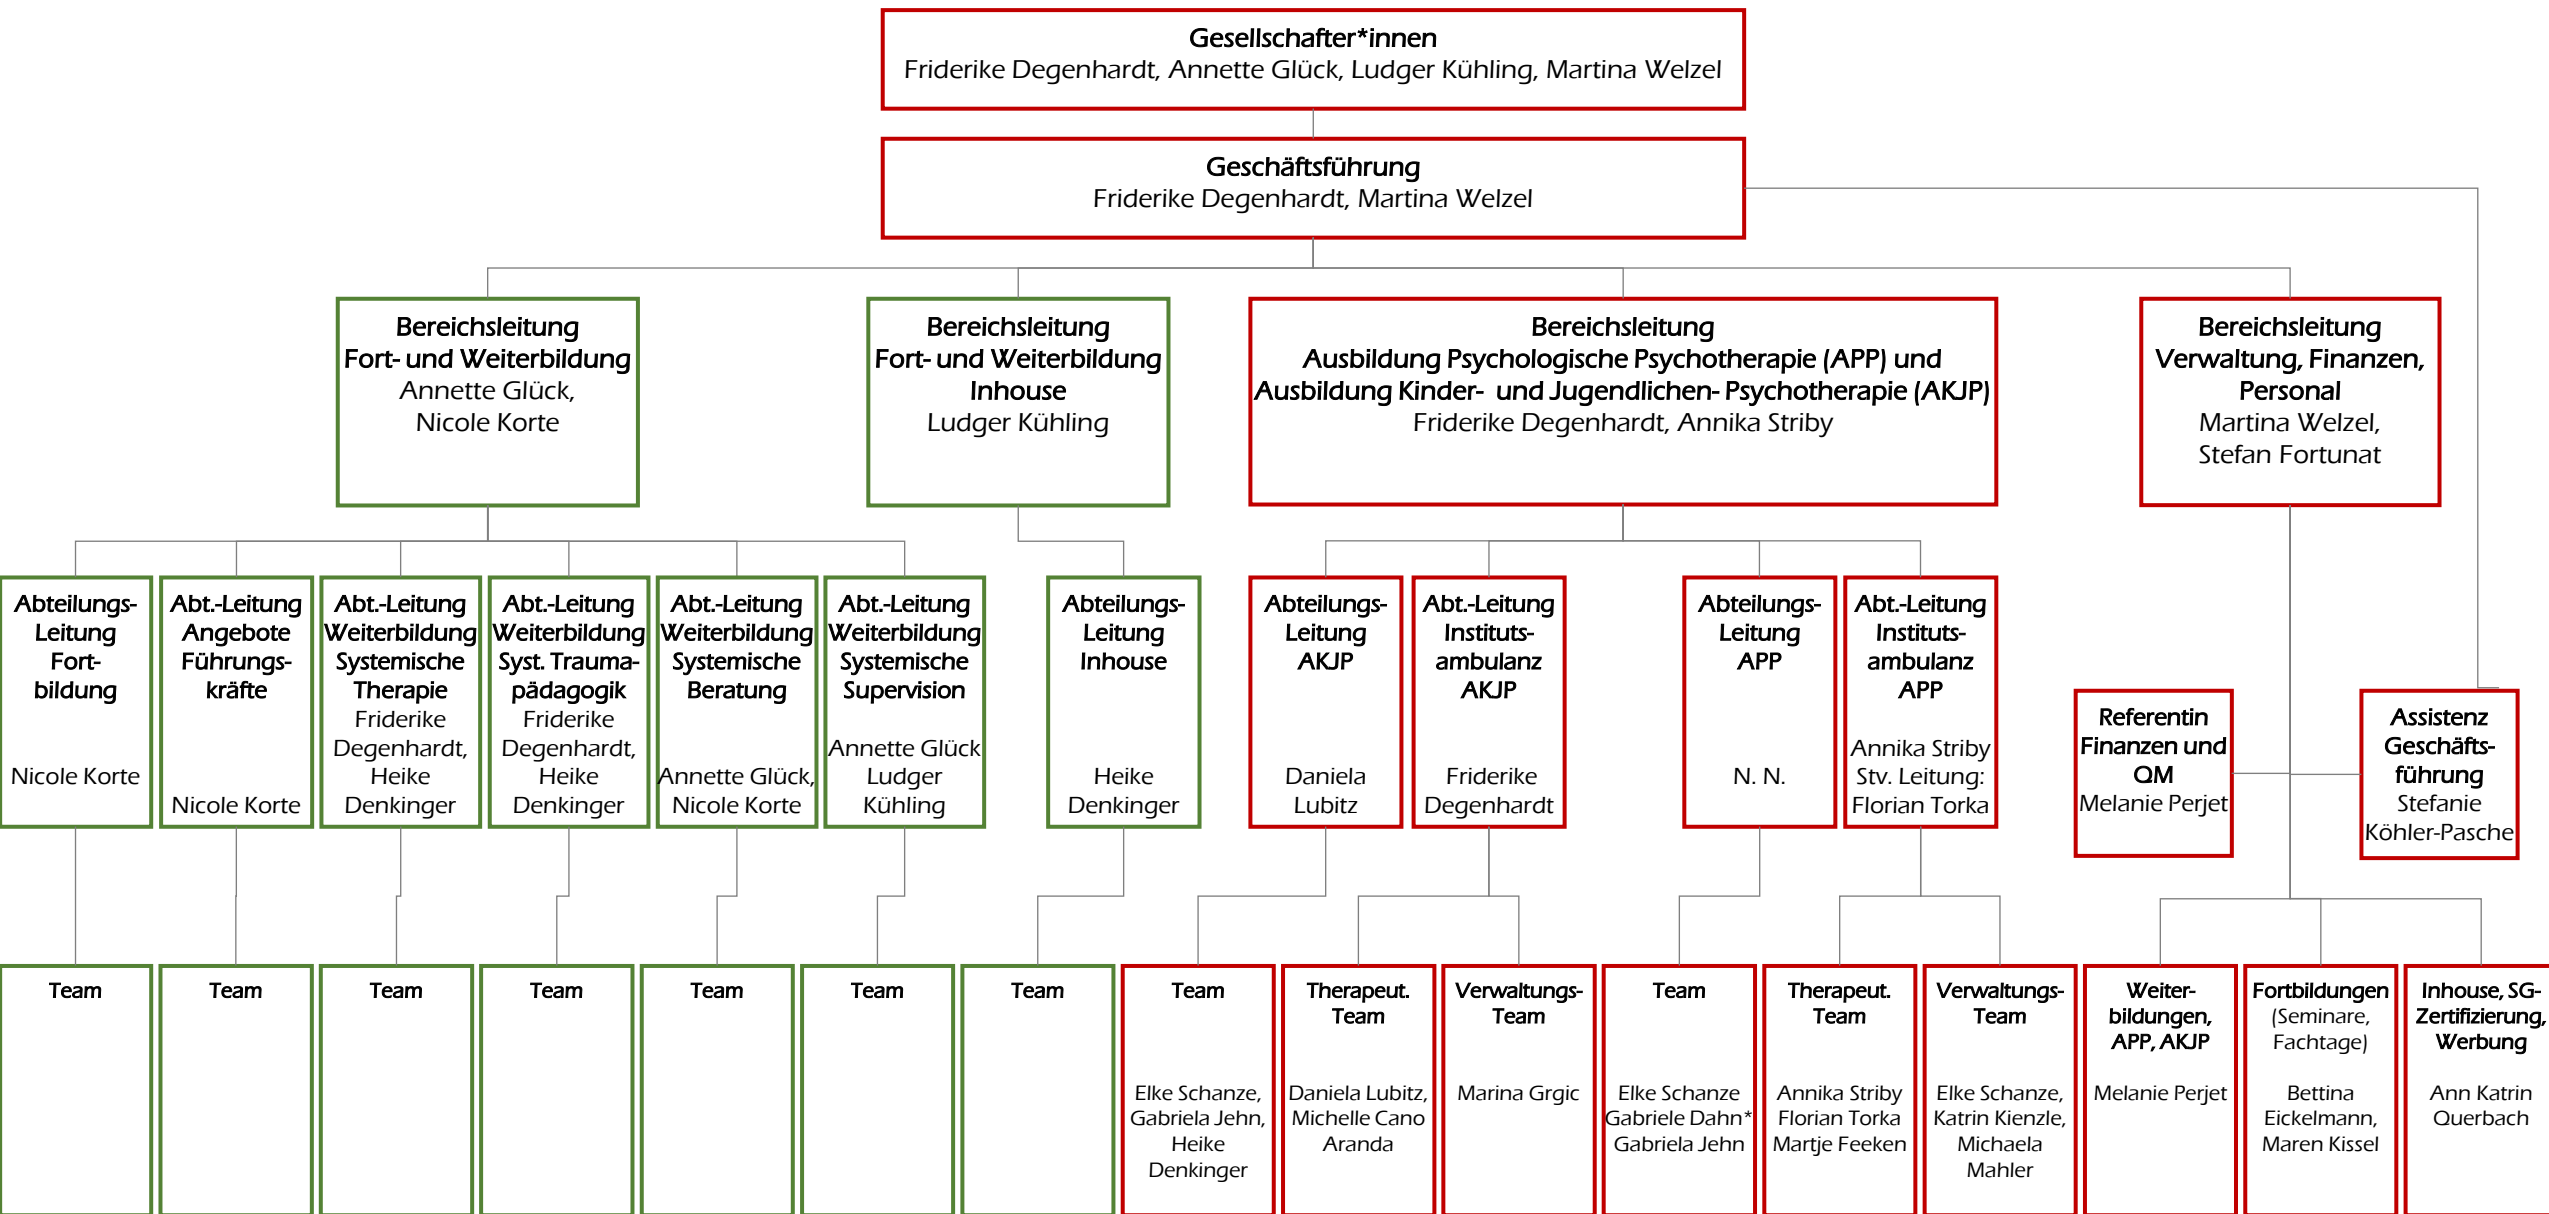 Gesellschafter*innen
Friderike Degenhardt, Annette Glück, Ludger Kühling, Martina Welzel
Geschäftsführung
Friderike Degenhardt, Martina Welzel
Bereichsleitung
Fort- und Weiterbildung
Annette Glück,
Nicole Korte
Bereichsleitung
Fort- und Weiterbildung
Inhouse
Ludger Kühling
Bereichsleitung
Ausbildung Psychologische Psychotherapie (APP) und
Ausbildung Kinder- und Jugendlichen- Psychotherapie (AKJP)
Friderike Degenhardt, Annika Striby
Bereichsleitung
Verwaltung, Finanzen,
Personal
Martina Welzel,
Stefan Fortunat
Abteilungs-
Leitung
Fort-
bildung
Nicole Korte
Abt.-Leitung
Angebote
Führungs-
kräfte
Nicole Korte
Abt.-Leitung
Weiterbildung
Systemische
Therapie
Friderike
Degenhardt,
Heike
Denkinger
Abt.-Leitung
Weiterbildung
Syst. Trauma-
pädagogik
Friderike
Degenhardt,
Heike
Denkinger
Abt.-Leitung
Weiterbildung
Systemische
Beratung
Annette Glück,
Nicole Korte
Abt.-Leitung
Weiterbildung
Systemische
Supervision
Annette Glück
Ludger
Kühling
Abteilungs-
Leitung
Inhouse
Heike
Denkinger
Abteilungs-
Leitung
AKJP
Daniela
Lubitz
Abt.-Leitung
Instituts-
ambulanz
AKJP
Friderike
Degenhardt
Abteilungs-
Leitung
APP
N. N.
Abt.-Leitung
Instituts-
ambulanz
APP
Annika Striby
Stv. Leitung:
Florian Torka
Referentin
Finanzen und
QM
Melanie Perjet
Assistenz
Geschäfts-
führung
Stefanie
Köhler-Pasche
Team
Team
Team
Team
Team
Team
Team
Team
Elke Schanze,
Gabriela Jehn,
Heike
Denkinger
Therapeut.
Team
Daniela Lubitz,
Michelle Cano
Aranda
Verwaltungs-
Team
Marina Grgic
Team
Elke Schanze
Gabriele Dahn*
Gabriela Jehn
Therapeut.
Team
Annika Striby
Florian Torka
Martje Feeken
Verwaltungs-
Team
Elke Schanze,
Katrin Kienzle,
Michaela
Mahler
Weiter-
bildungen,
APP, AKJP
Melanie Perjet
Fortbildungen
(Seminare,
Fachtage)
Bettina
Eickelmann,
Maren Kissel
Inhouse, SG-
Zertifizierung,
Werbung
Ann Katrin
Querbach